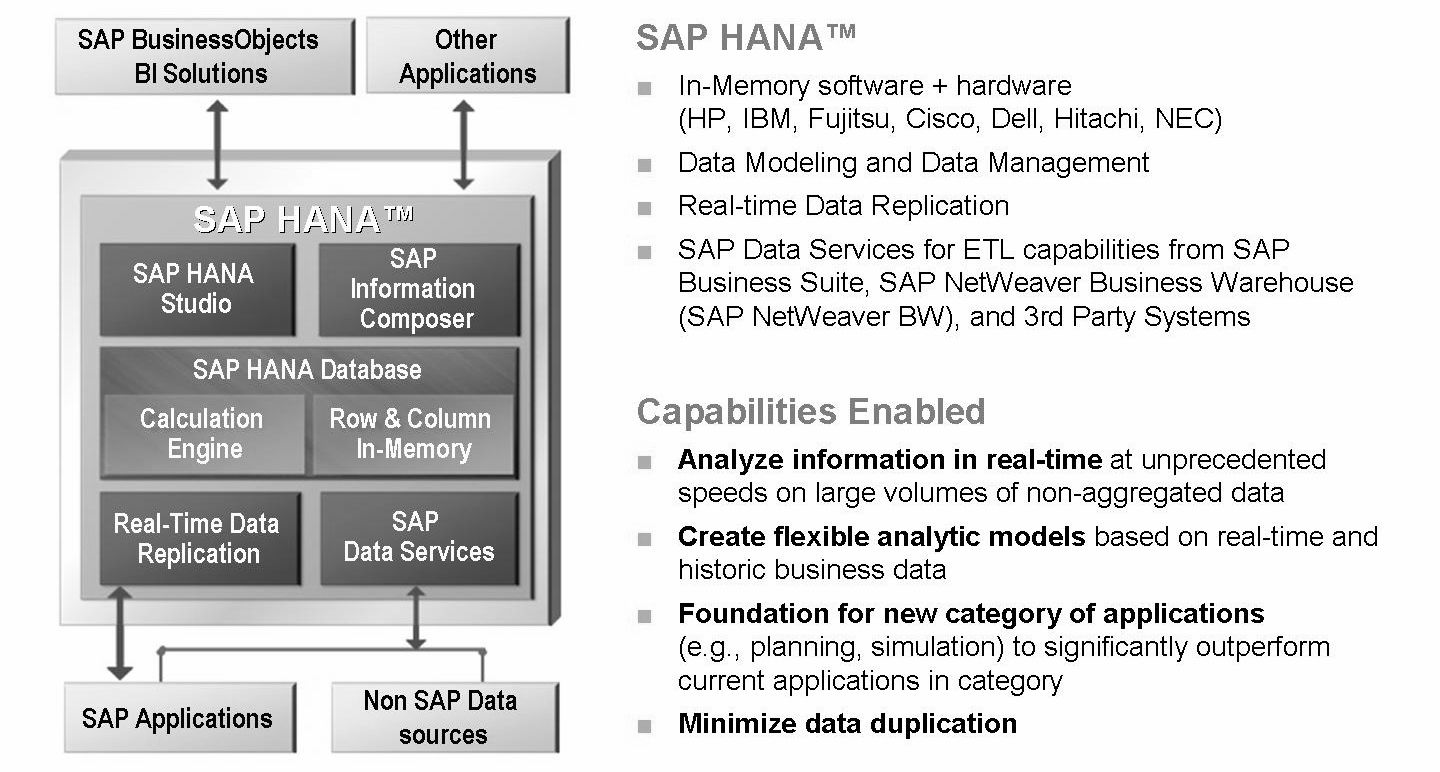 SAP BusinessObjects
BI Solutions
Other
Applications
SAP HANA™
SAP HANA
Studio
SAP
Information
Composer
SAP HANA Database
Calculation
Engine
Row & Column
In-Memory
Real-Time Data
Replication
SAP
Data Services
SAP Applications
Non SAP Data
sources
SAP HANA™
■ In-Memory software + hardware
(HP, IBM, Fujitsu, Cisco, Dell, Hitachi, NEC)
■ Data Modeling and Data Management
■ Real-time Data Replication
■ SAP Data Services for ETL capabilities from SAP
Business Suite, SAP NetWeaver Business Warehouse
(SAP NetWeaver BW), and 3rd Party Systems
Capabilities Enabled
■ Analyze information in real-time at unprecedented
speeds on large volumes of non-aggregated data
■ Create flexible analytic models based on real-time and
historic business data
■ Foundation for new category of applications
(e.g., planning, simulation) to significantly outperform
current applications in category
■ Minimize data duplication